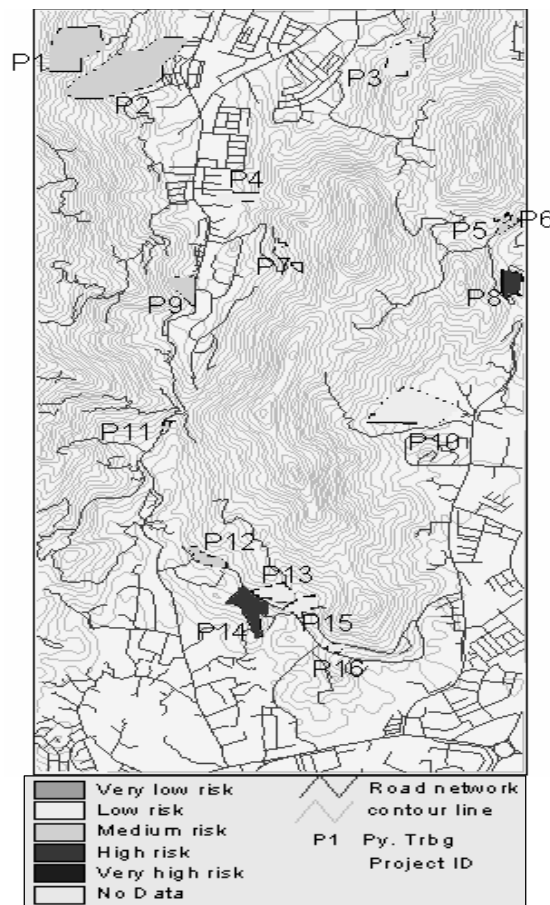 P1
P2
P3
P4
P5
P6
P7
P8
P9
P10
P11
P12
P13
P14
P15
P16
Very low risk
Low risk
Medium risk
High risk
Very high risk
No Data
Road network
contour line
P1 Py. Trbg
Project ID